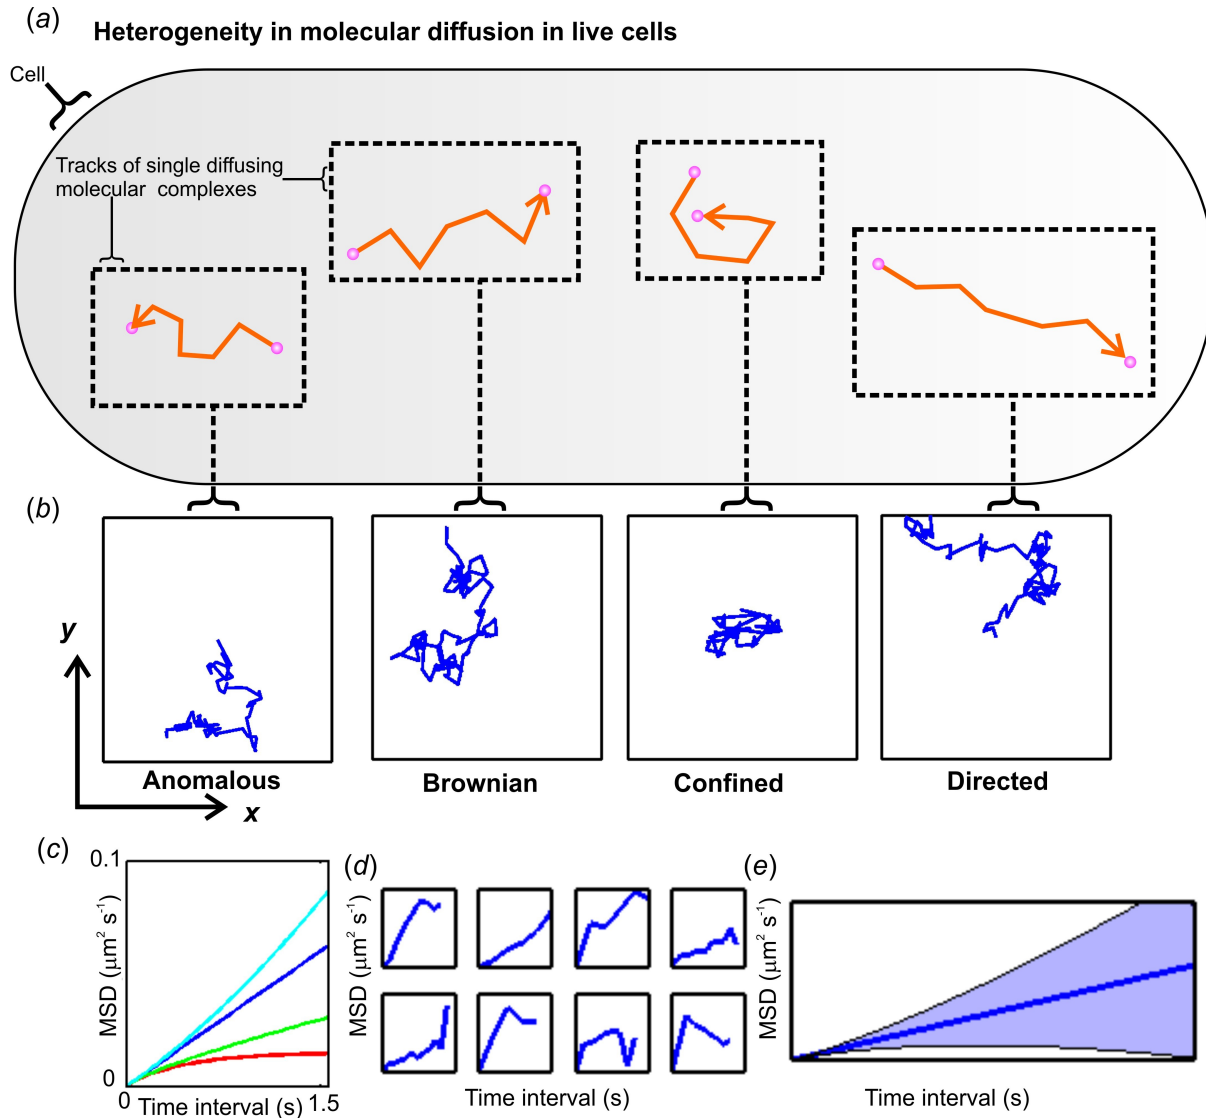 (a)
Heterogeneity in molecular diffusion in live cells
Cell
Tracks of single diffusing
molecular complexes
(b)
y
x
Anomalous
Brownian
Confined
Directed
(c)
0.1
MSD (μm² s⁻¹)
0
0
Time interval (s)
1.5
(d)
MSD (μm² s⁻¹)
Time interval (s)
(e)
MSD (μm² s⁻¹)
Time interval (s)